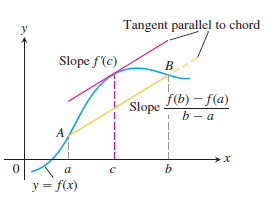 Tangent parallel to chord
y
Slope f′(c)
B
Slope f(b) − f(a)
b − a
A
x
0 a c b
y = f(x)